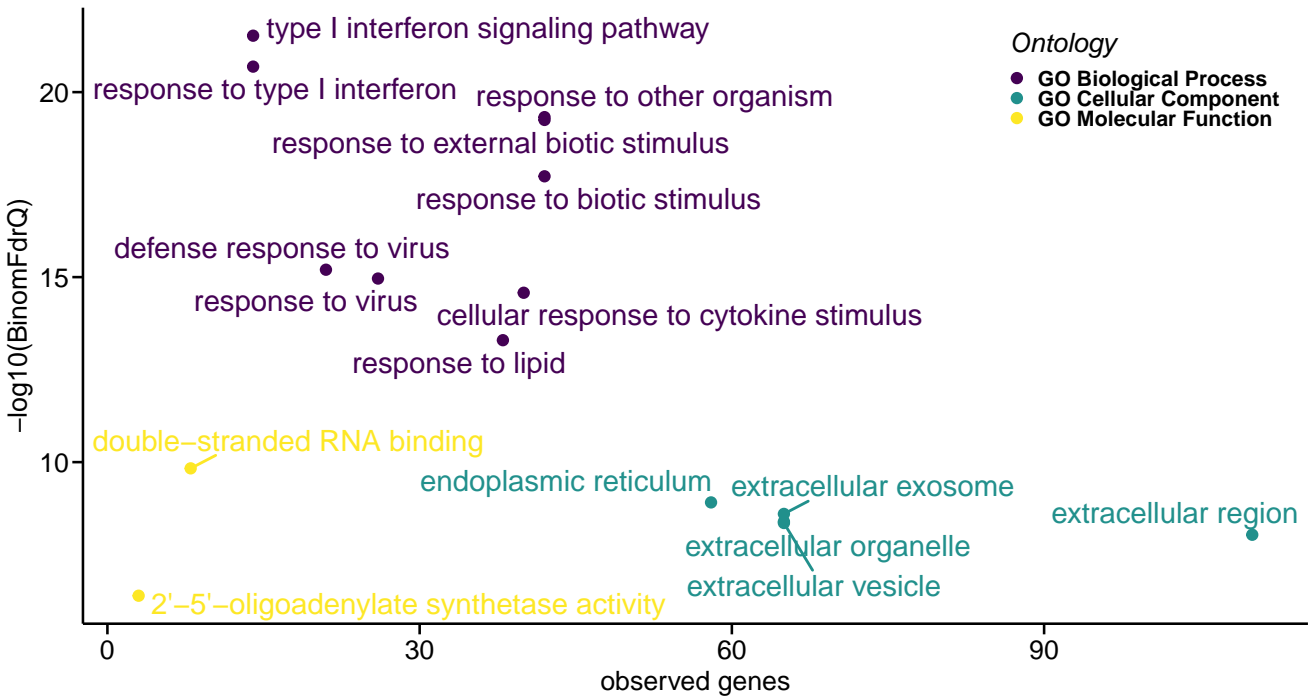 type I interferon signaling pathway
Ontology
GO Biological Process
GO Cellular Component
GO Molecular Function
20
response to type I interferon
response to other organism
response to external biotic stimulus
response to biotic stimulus
−log10(BinomFdrQ)
defense response to virus
15
response to virus
cellular response to cytokine stimulus
response to lipid
double−stranded RNA binding
10
endoplasmic reticulum
extracellular exosome
extracellular region
extracellular organelle
extracellular vesicle
2'−5'−oligoadenylate synthetase activity
0
30
60
90
observed genes